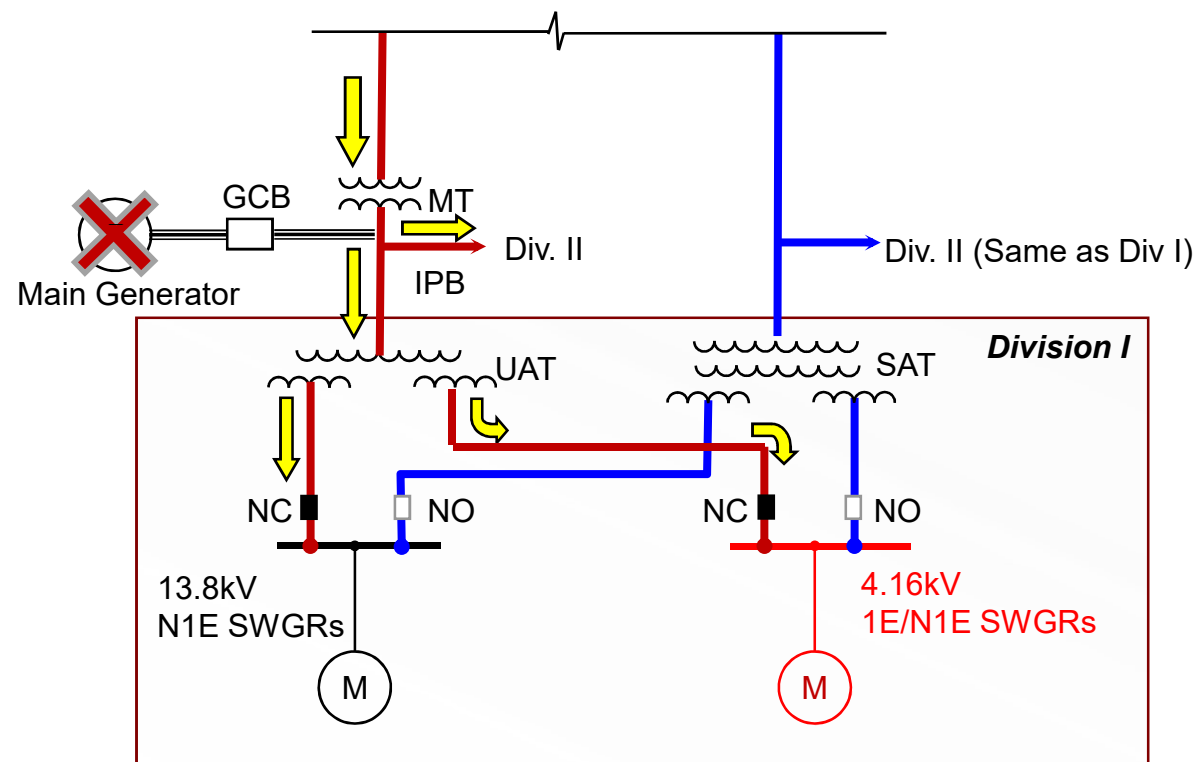 GCB
MT
Div. II
Div. II (Same as Div I)
Main Generator
IPB
Division I
UAT
SAT
NC
NO
NC
NO
13.8kV
N1E SWGRs
4.16kV
1E/N1E SWGRs
M
M